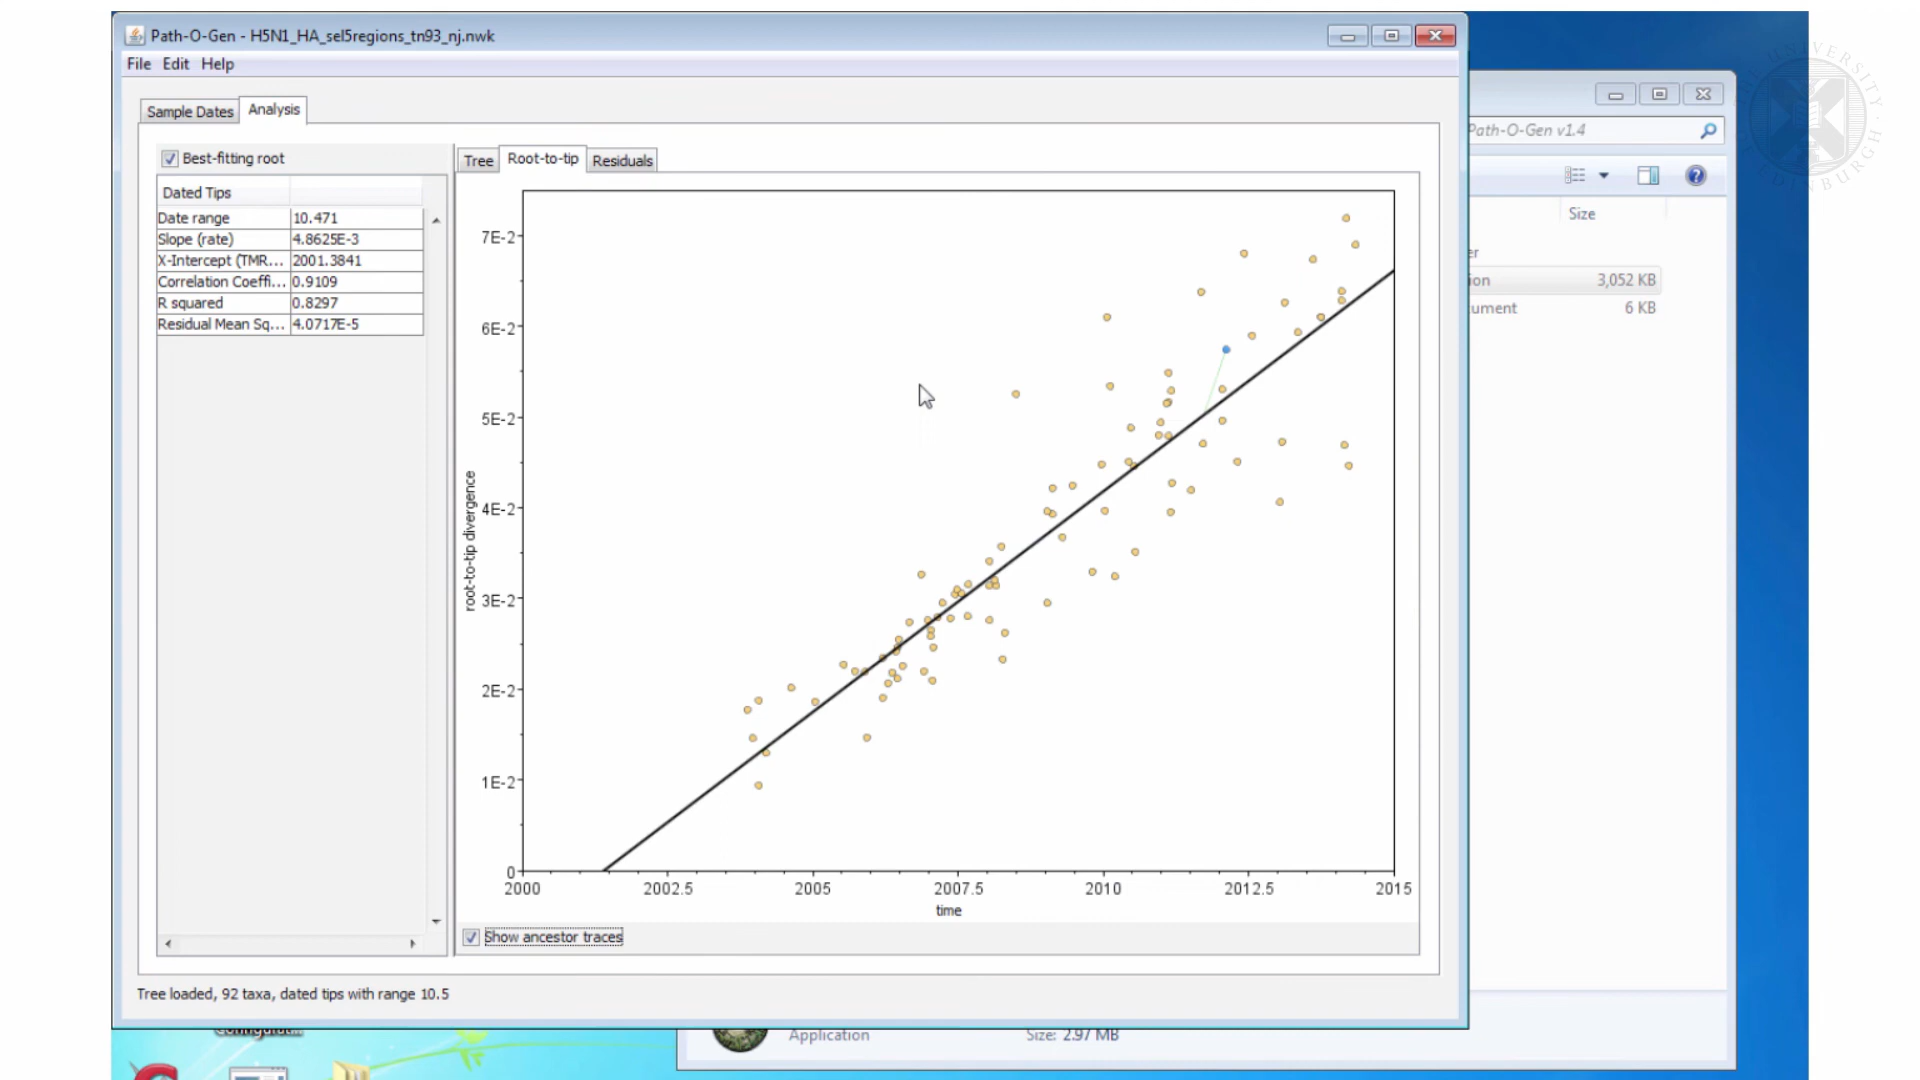 Path-O-Gen - H5N1_HA_sel5regions_tn93_nj.nwk
File Edit Help
Sample Dates Analysis
Best-fitting root
Dated Tips
Date range 10.471
Slope (rate) 4.8625E-3
X-Intercept (TMR... 2001.3841
Correlation Coeffi... 0.9109
R squared 0.8297
Residual Mean Sq... 4.0717E-5
Tree Root-to-tip Residuals
root-to-tip divergence
7E-2
6E-2
5E-2
4E-2
3E-2
2E-2
1E-2
0
2000 2002.5 2005 2007.5 2010 2012.5 2015
time
Show ancestor traces
Tree loaded, 92 taxa, dated tips with range 10.5
Path-O-Gen v1.4
Size
er
ion 3,052 KB
ument 6 KB
Application Size: 2.97 MB